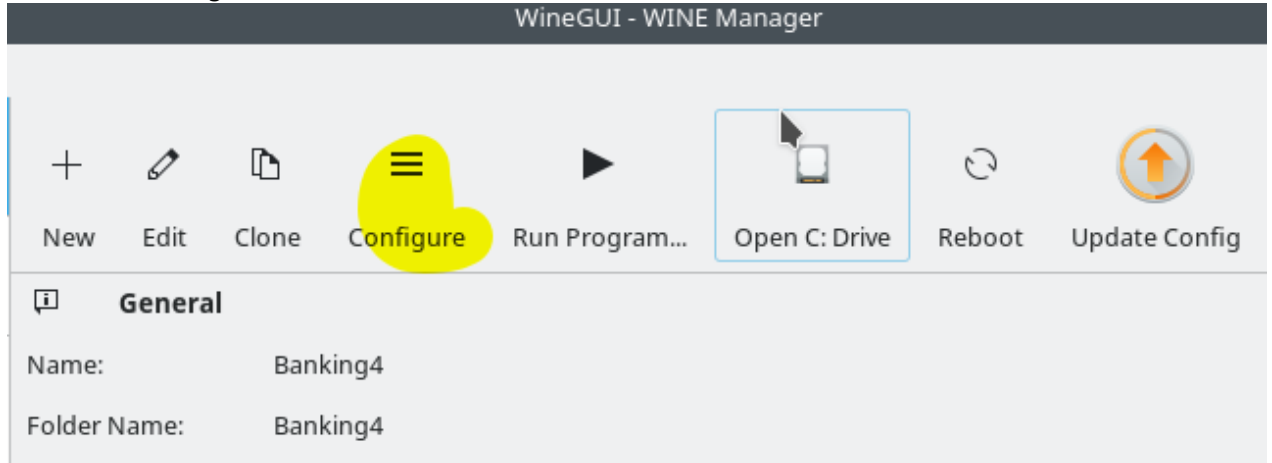 WineGUI - WINE Manager
New Edit Clone Configure Run Program... Open C: Drive Reboot Update Config
General
Name: Banking4
Folder Name: Banking4